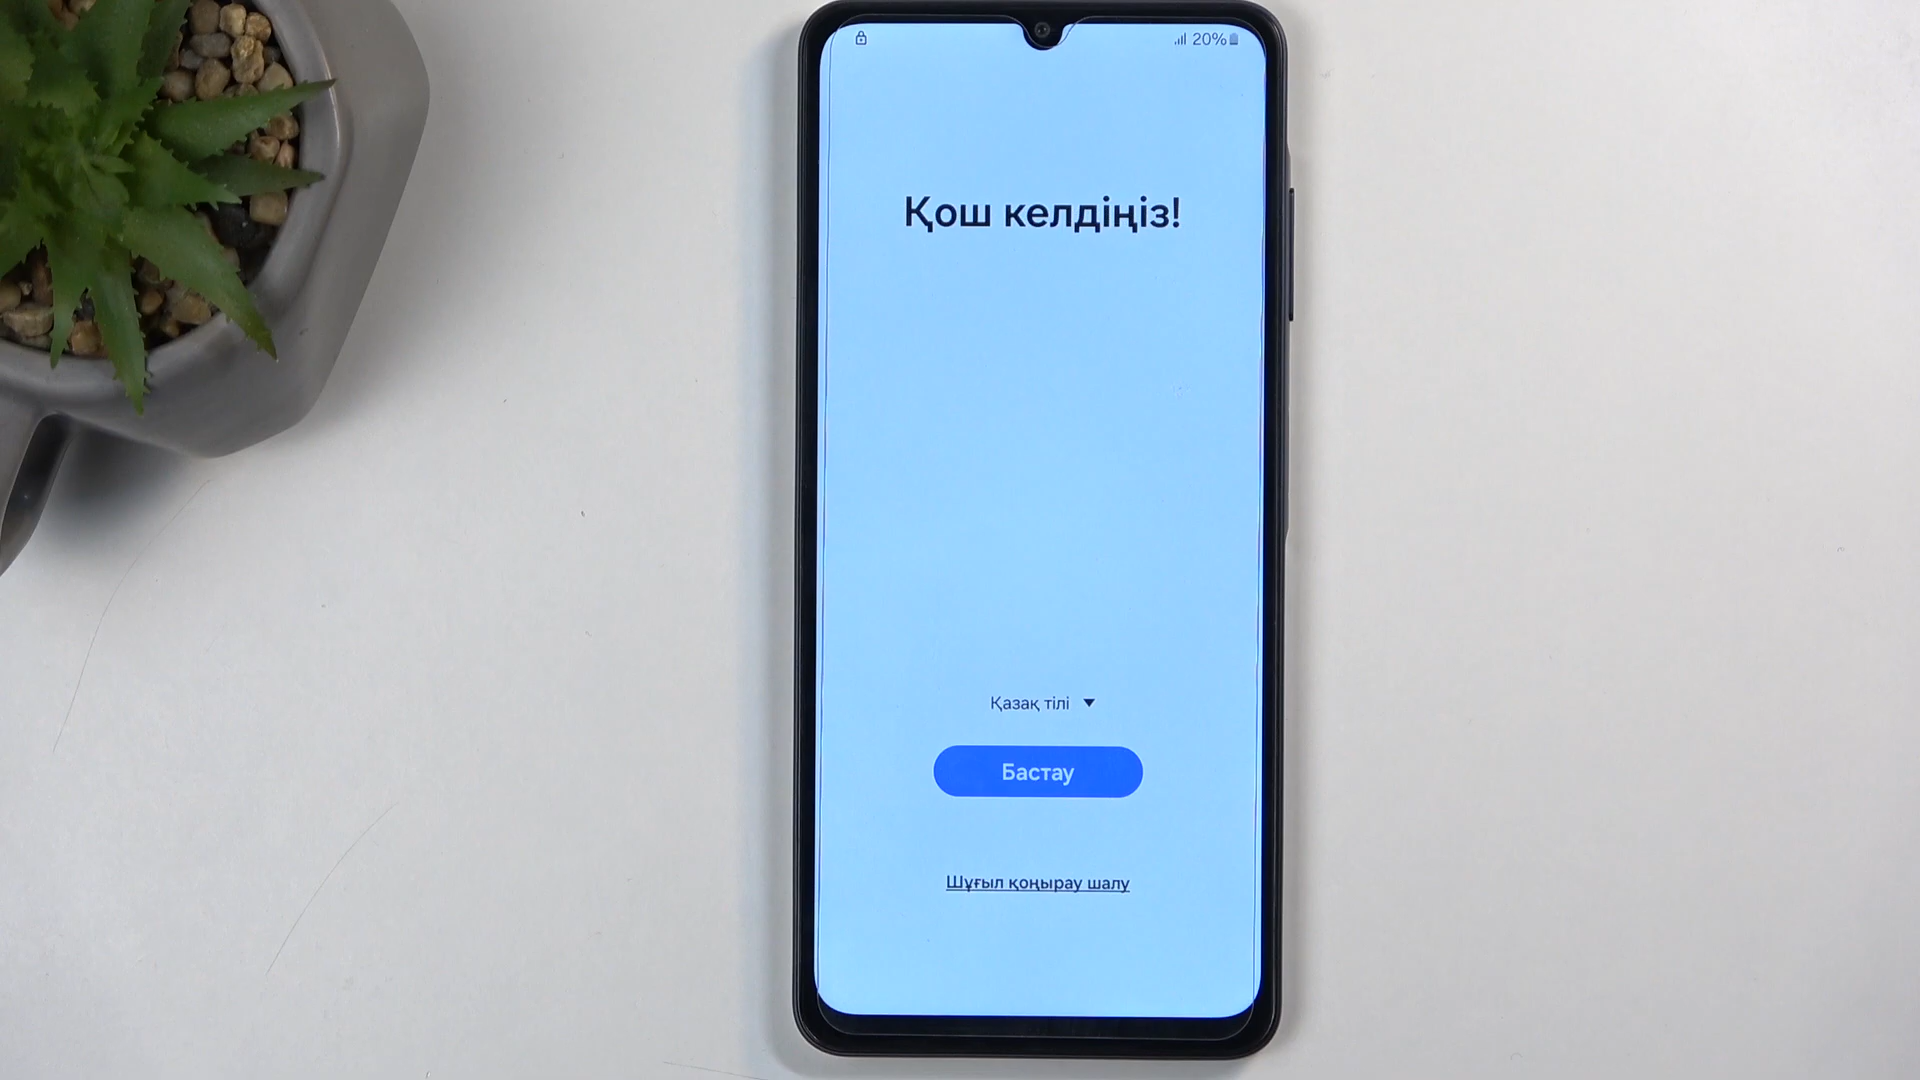 20%
Қош келдіңіз!
Қазақ тілі
Бастау
Шұғыл қоңырау шалу